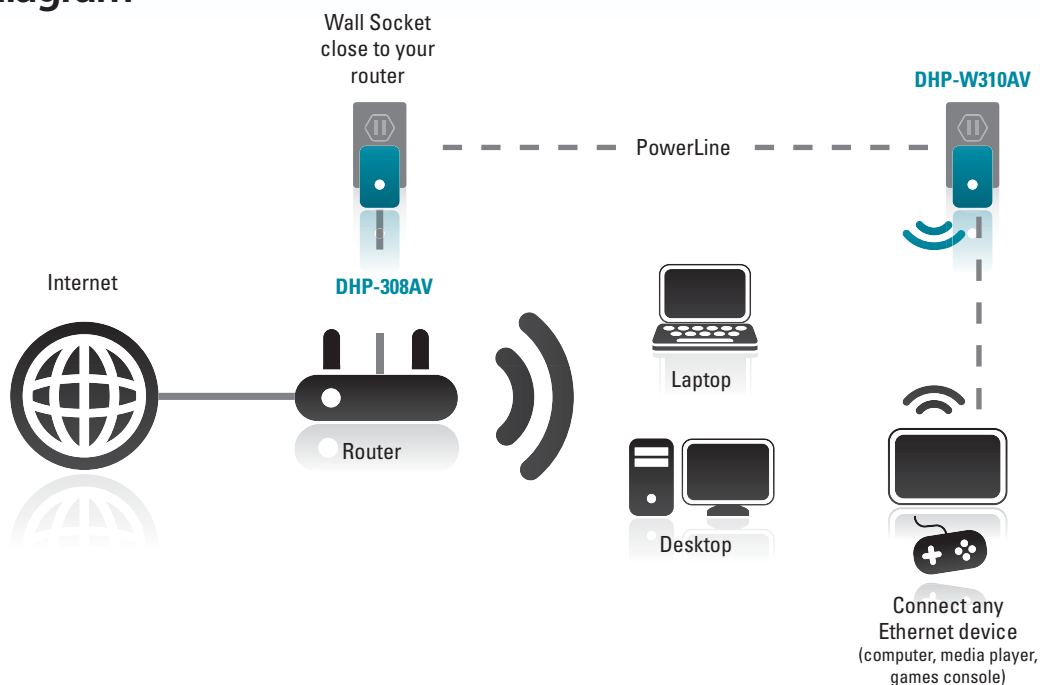 Wall Socket
close to your
router
DHP-W310AV
PowerLine
Internet
DHP-308AV
Laptop
Router
Desktop
Connect any
Ethernet device
(computer, media player,
games console)